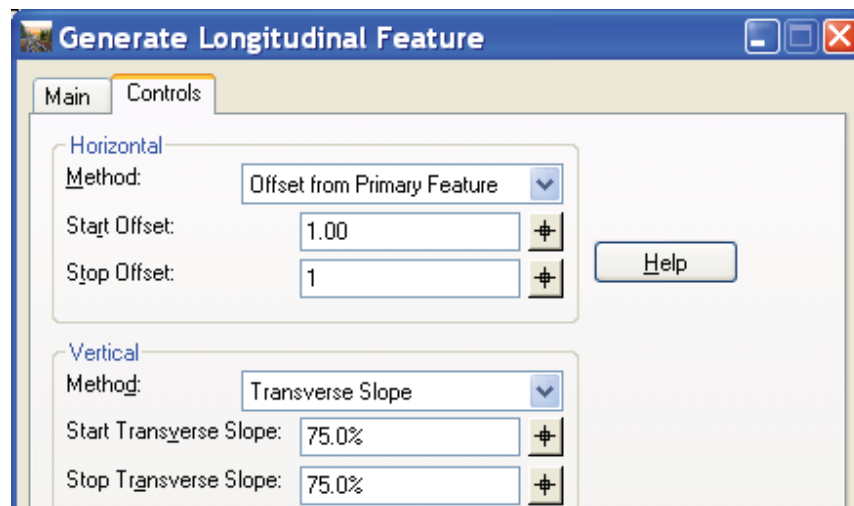 Generate Longitudinal Feature
Main Controls
Horizontal
Method: Offset from Primary Feature
Start Offset: 1.00
Stop Offset: 1
Help
Vertical
Method: Transverse Slope
Start Transverse Slope: 75.0%
Stop Transverse Slope: 75.0%